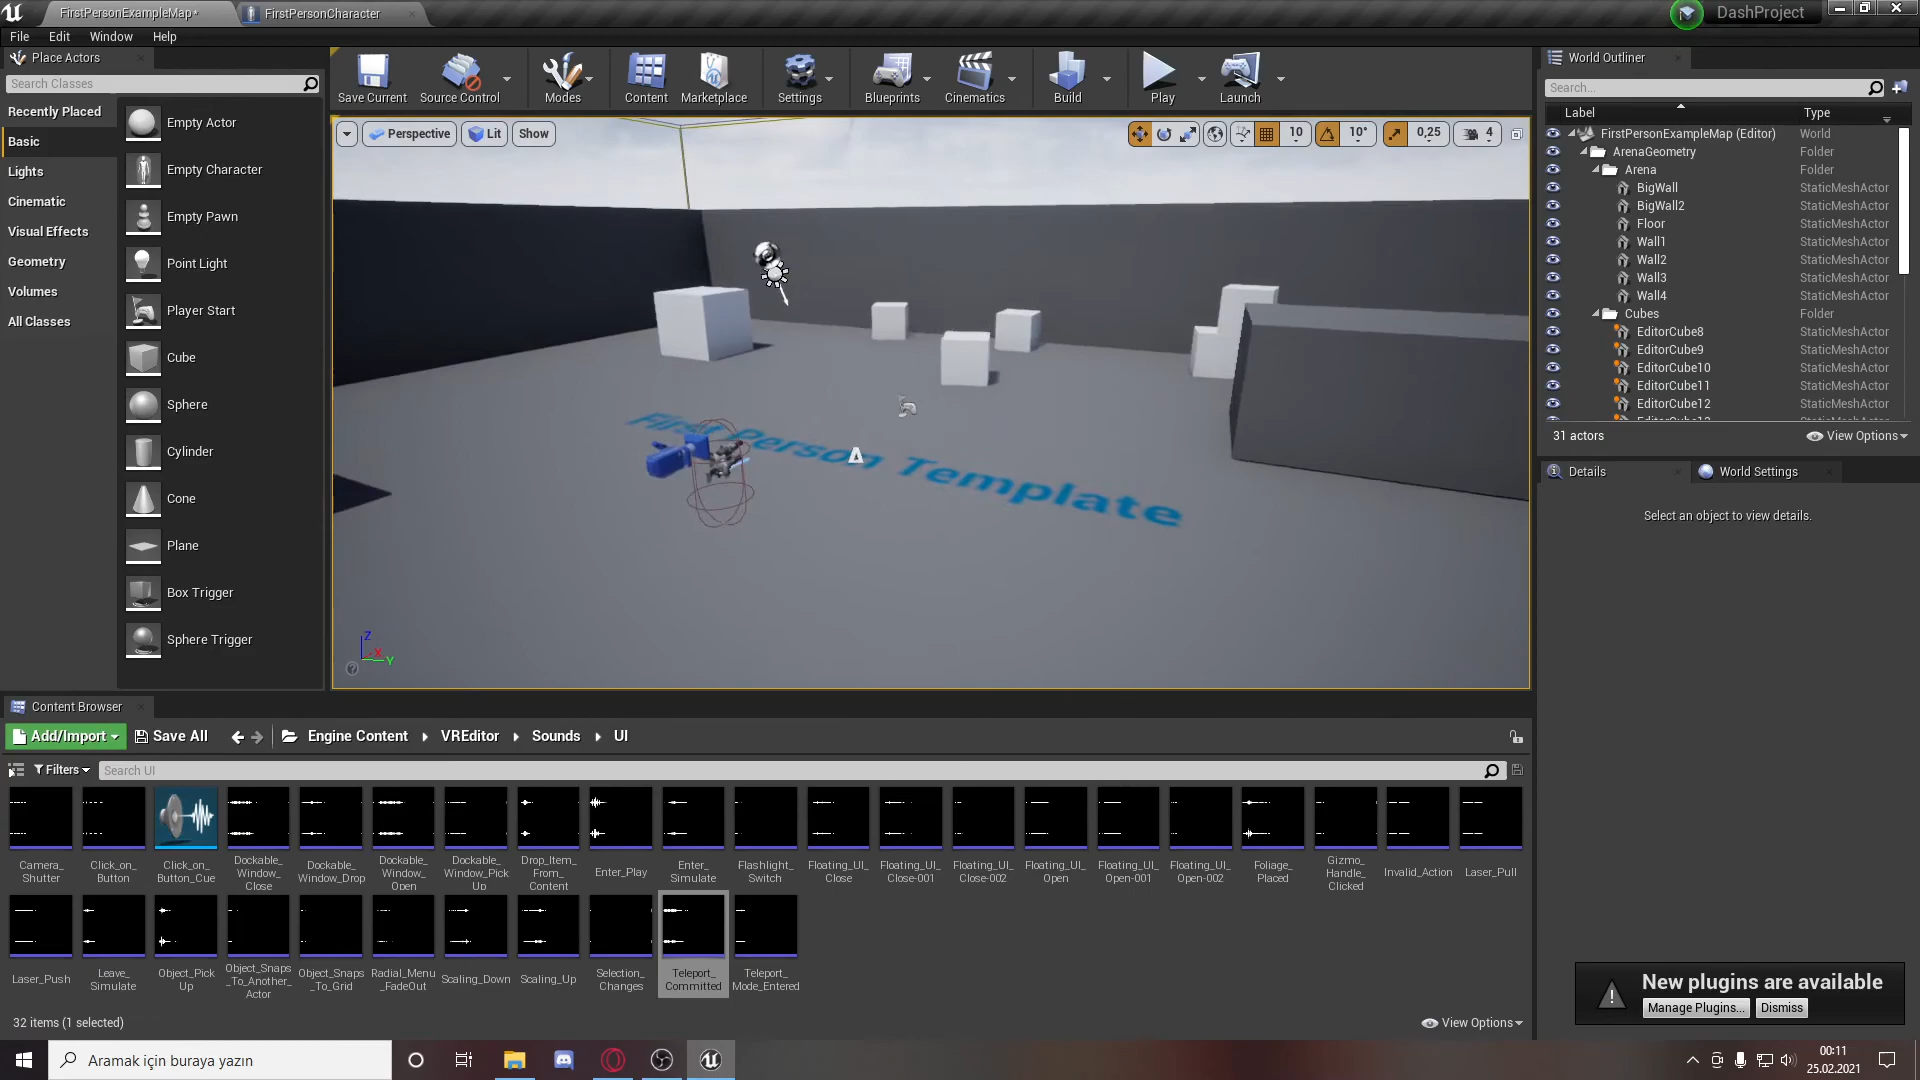 FirstPersonExampleMap*
FirstPersonCharacter
DashProject
File Edit Window Help
Place Actors
Search Classes
Recently Placed
Basic
Lights
Cinematic
Visual Effects
Geometry
Volumes
All Classes
Empty Actor
Empty Character
Empty Pawn
Point Light
Player Start
Cube
Sphere
Cylinder
Cone
Plane
Box Trigger
Sphere Trigger
Save Current
Source Control
Modes
Content
Marketplace
Settings
Blueprints
Cinematics
Build
Play
Launch
Perspective
Lit
Show
10
10°
0,25
4
First Person Template
Z
X
Y
World Outliner
Search...
Label Type
FirstPersonExampleMap (Editor) World
ArenaGeometry Folder
Arena Folder
BigWall StaticMeshActor
BigWall2 StaticMeshActor
Floor StaticMeshActor
Wall1 StaticMeshActor
Wall2 StaticMeshActor
Wall3 StaticMeshActor
Wall4 StaticMeshActor
Cubes Folder
EditorCube8 StaticMeshActor
EditorCube9 StaticMeshActor
EditorCube10 StaticMeshActor
EditorCube11 StaticMeshActor
EditorCube12 StaticMeshActor
31 actors
View Options
Details
World Settings
Select an object to view details.
Content Browser
Add/Import
Save All
Engine Content
VREditor
Sounds
UI
Filters
Search UI
Camera_
Shutter
Click_on_
Button
Click_on_
Button_Cue
Dockable_
Window_
Close
Dockable_
Window_Drop
Dockable_
Window_
Open
Dockable_
Window_Pick
Up
Drop_Item_
From_
Content
Enter_Play
Enter_
Simulate
Flashlight_
Switch
Floating_UI_
Close
Floating_UI_
Close-001
Floating_UI_
Close-002
Floating_UI_
Open
Floating_UI_
Open-001
Floating_UI_
Open-002
Foliage_
Placed
Gizmo_
Handle_
Clicked
Invalid_Action
Laser_Pull
Laser_Push
Leave_
Simulate
Object_Pick
Up
Object_Snaps
_To_Another_
Actor
Object_Snaps
_To_Grid
Radial_Menu
_FadeOut
Scaling_Down
Scaling_Up
Selection_
Changes
Teleport_
Committed
Teleport_
Mode_Entered
32 items (1 selected)
View Options
New plugins are available
Manage Plugins...
Dismiss
Aramak için buraya yazın
00:11
25.02.2021